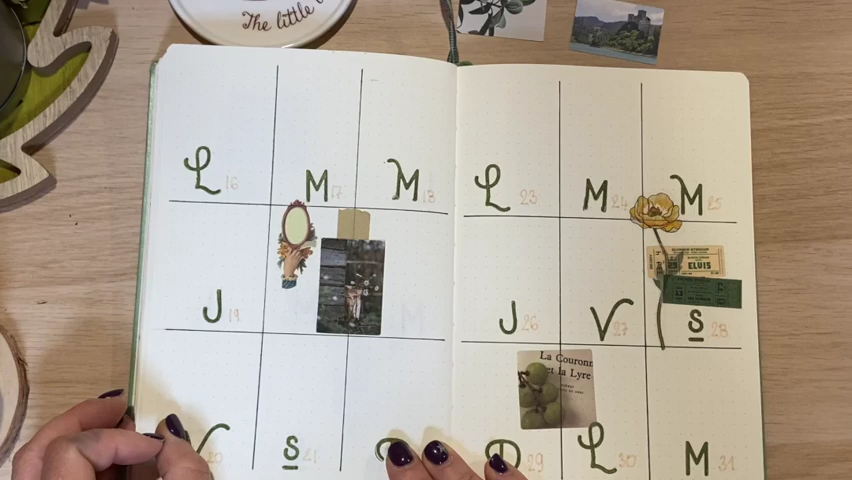 The little
L 16
M 17
M 18
J 19
V 20
S 21
D
L 23
M 24
M 25
ELVIS
J 26
V 27
S 28
La Couronn
et la Lyre
D 29
L 30
M 31